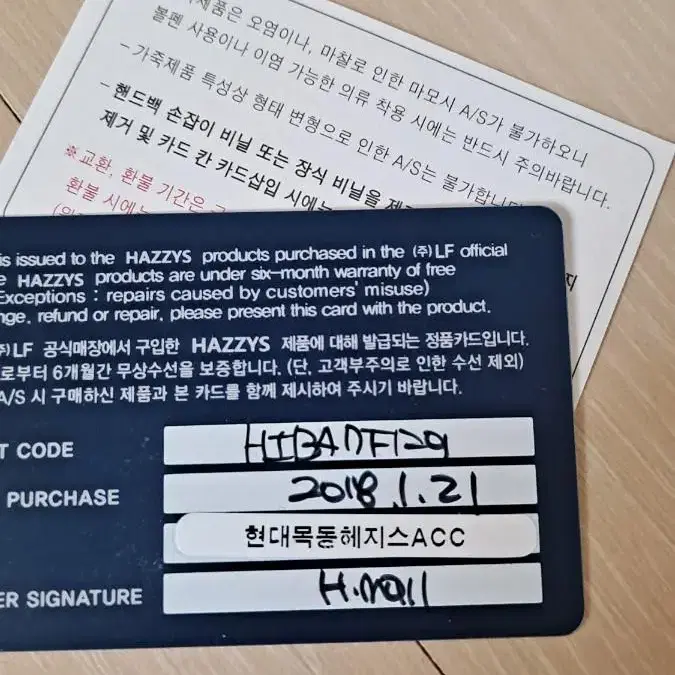 제품은 오염이나, 마찰로 인한 마모시 A/S가 불가하오니
볼펜 사용이나 이염 가능한 의류 착용 시에는 반드시 주의바랍니다.
- 가죽제품 특성상 형태 변형으로 인한 A/S는 불가합니다
- 핸드백 손잡이 비닐 또는 장식 비닐을
제거 및 카드 간 카드삽입 시에는
※교환, 환불 기간은
환불 시에는
is issued to the HAZZYS products purchased in the (주)LF official
e HAZZYS products are under six-month warranty of free
Exceptions : repairs caused by customers' misuse)
nge, refund or repair, please present this card with the product.
주)LF 공식매장에서 구입한 HAZZYS 제품에 대해 발급되는 정품카드입니다.
로부터 6개월간 무상수선을 보증합니다. (단, 고객부주의로 인한 수선 제외)
A/S 시 구매하신 제품과 본 카드를 함께 제시하여 주시기 바랍니다.
T CODE
PURCHASE 2018.1.21
현대목동헤지스ACC
ER SIGNATURE H.mall